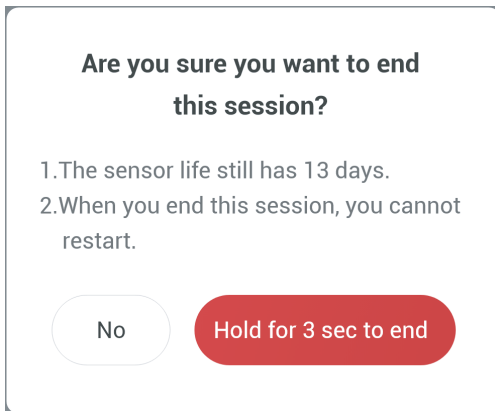 Are you sure you want to end
this session?
1.The sensor life still has 13 days.
2.When you end this session, you cannot
restart.
No
Hold for 3 sec to end